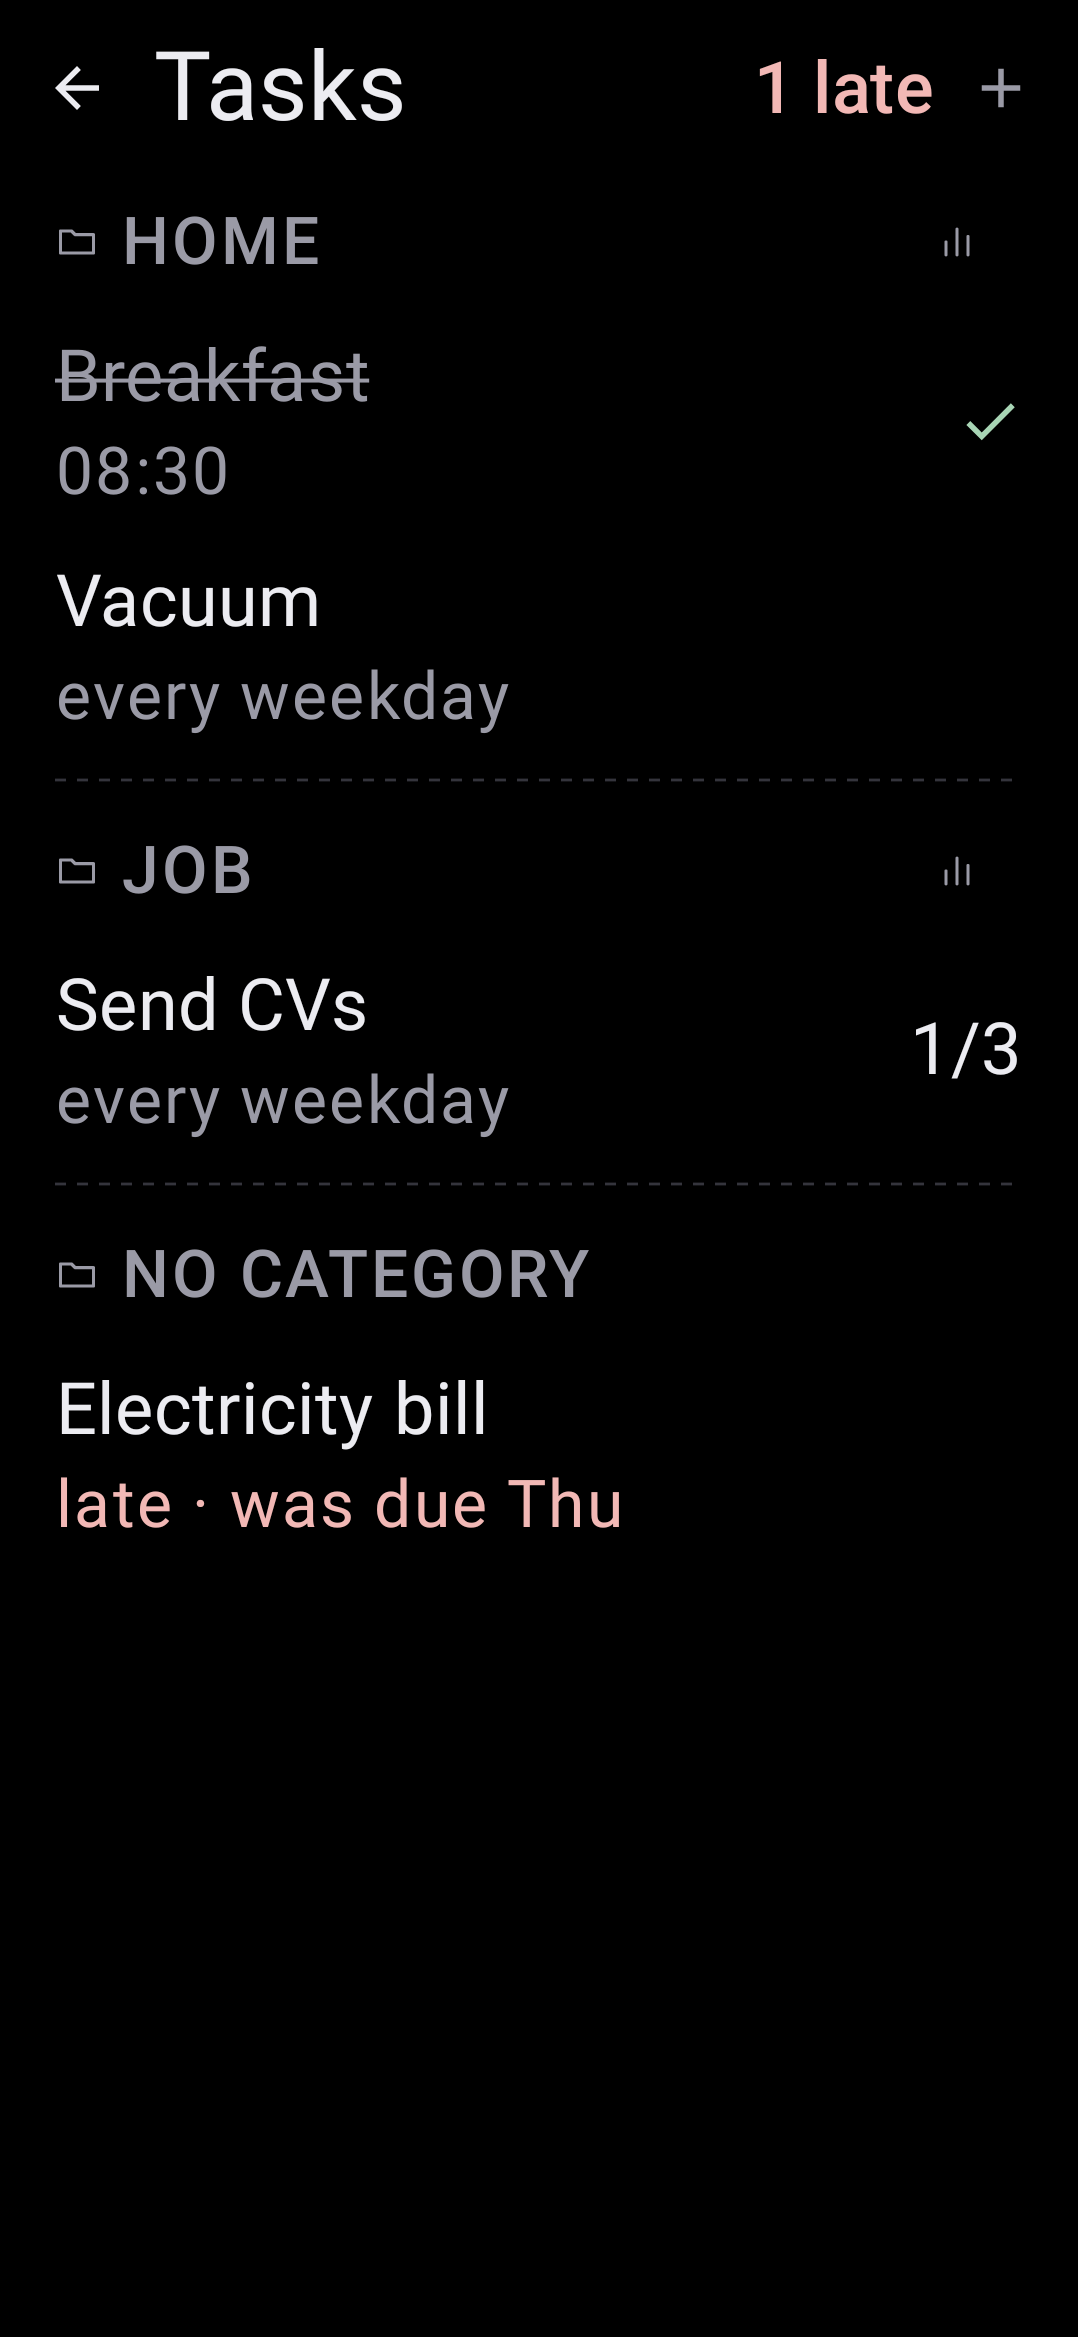 Tasks
1 late
HOME
Breakfast
08:30
Vacuum
every weekday
JOB
Send CVs
1/3
every weekday
NO CATEGORY
Electricity bill
late · was due Thu